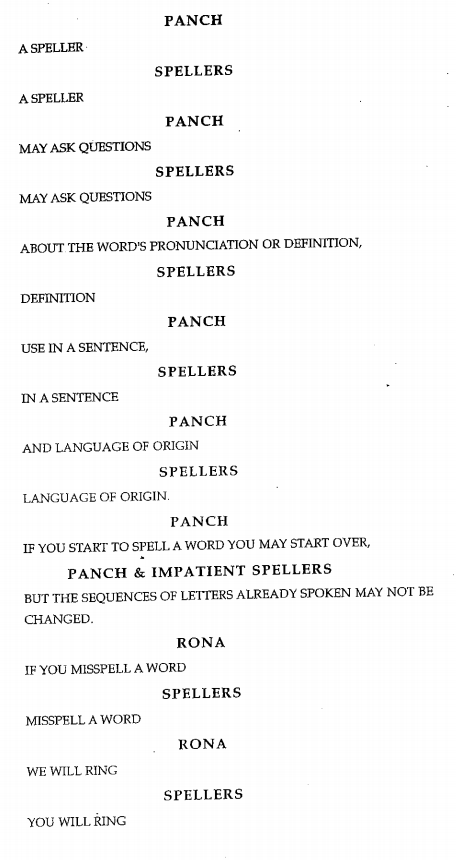 PANCH
A SPELLER
SPELLERS
A SPELLER
PANCH
MAY ASK QUESTIONS
SPELLERS
MAY ASK QUESTIONS
PANCH
ABOUT THE WORD'S PRONUNCIATION OR DEFINITION,
SPELLERS
DEFINITION
PANCH
USE IN A SENTENCE,
SPELLERS
IN A SENTENCE
PANCH
AND LANGUAGE OF ORIGIN
SPELLERS
LANGUAGE OF ORIGIN.
PANCH
IF YOU START TO SPELL A WORD YOU MAY START OVER,
PANCH & IMPATIENT SPELLERS
BUT THE SEQUENCES OF LETTERS ALREADY SPOKEN MAY NOT BE
CHANGED.
RONA
IF YOU MISSPELL A WORD
SPELLERS
MISSPELL A WORD
RONA
WE WILL RING
SPELLERS
YOU WILL RING